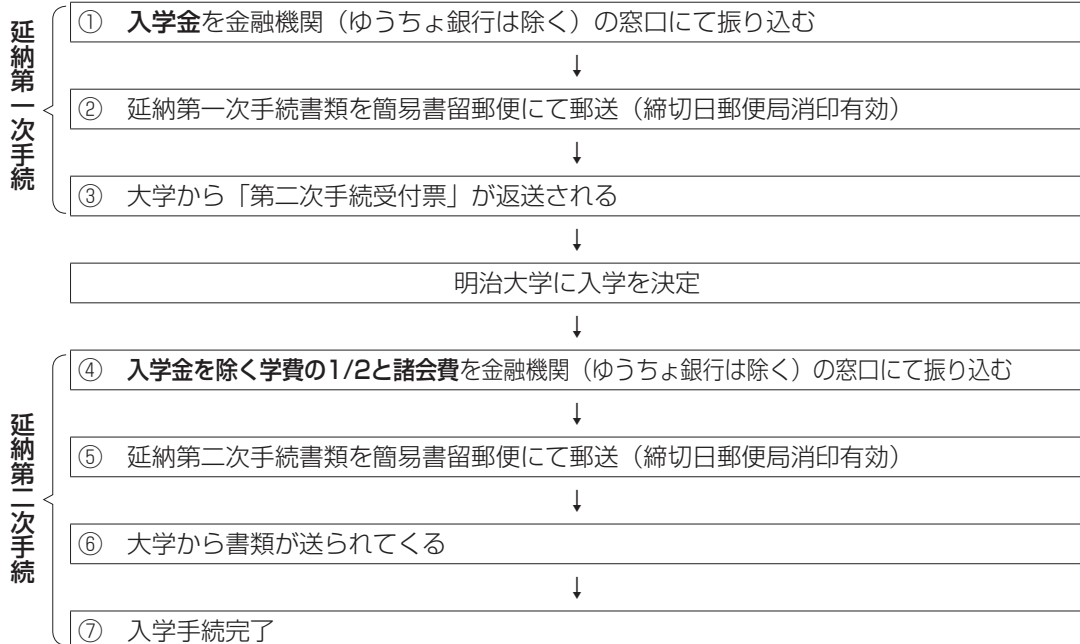 延納第一次手続
① 入学金を金融機関（ゆうちょ銀行は除く）の窓口にて振り込む
↓
② 延納第一次手続書類を簡易書留郵便にて郵送（締切日郵便局消印有効）
↓
③ 大学から「第二次手続受付票」が返送される
↓
明治大学に入学を決定
↓
延納第二次手続
④ 入学金を除く学費の1/2と諸会費を金融機関（ゆうちょ銀行は除く）の窓口にて振り込む
↓
⑤ 延納第二次手続書類を簡易書留郵便にて郵送（締切日郵便局消印有効）
↓
⑥ 大学から書類が送られてくる
↓
⑦ 入学手続完了